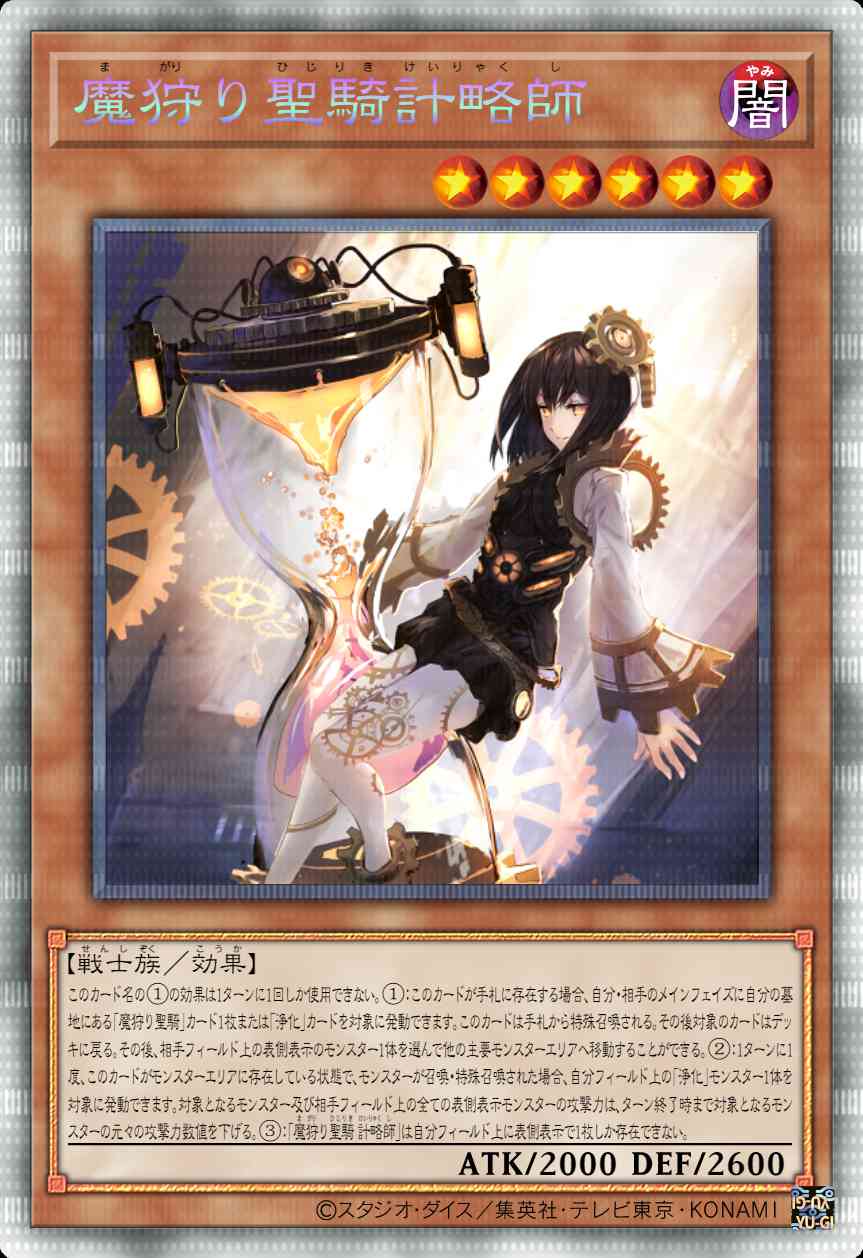 魔狩り聖騎計略師
ま がり ひじりき けいりゃく し
やみ
闇
せんし ぞく こうか
【戦士族／効果】
このカード名の①の効果は1ターンに1回しか使用できない。①：このカードが手札に存在する場合、自分・相手のメインフェイズに自分の墓
地にある「魔狩り聖騎」カード1枚または「浄化」カードを対象に発動できます。このカードは手札から特殊召喚される。その後対象のカードはデッ
キに戻る。その後、相手フィールド上の表側表示のモンスター1体を選んで他の主要モンスターエリアへ移動することができる。②：1ターンに1
度、このカードがモンスターエリアに存在している状態で、モンスターが召喚・特殊召喚された場合、自分フィールド上の「浄化」モンスター1体を
対象に発動できます。対象となるモンスター及び相手フィールド上の全ての表側表示モンスターの攻撃力は、ターン終了時まで対象となるモン
ま がり ひじりき けいりゃく し
スターの元々の攻撃力数値を下げる。③：「魔狩り聖騎 計略師」は自分フィールド上に表側表示で1枚しか存在できない。
ATK/2000 DEF/2600
©スタジオ・ダイス／集英社・テレビ東京・KONAMI